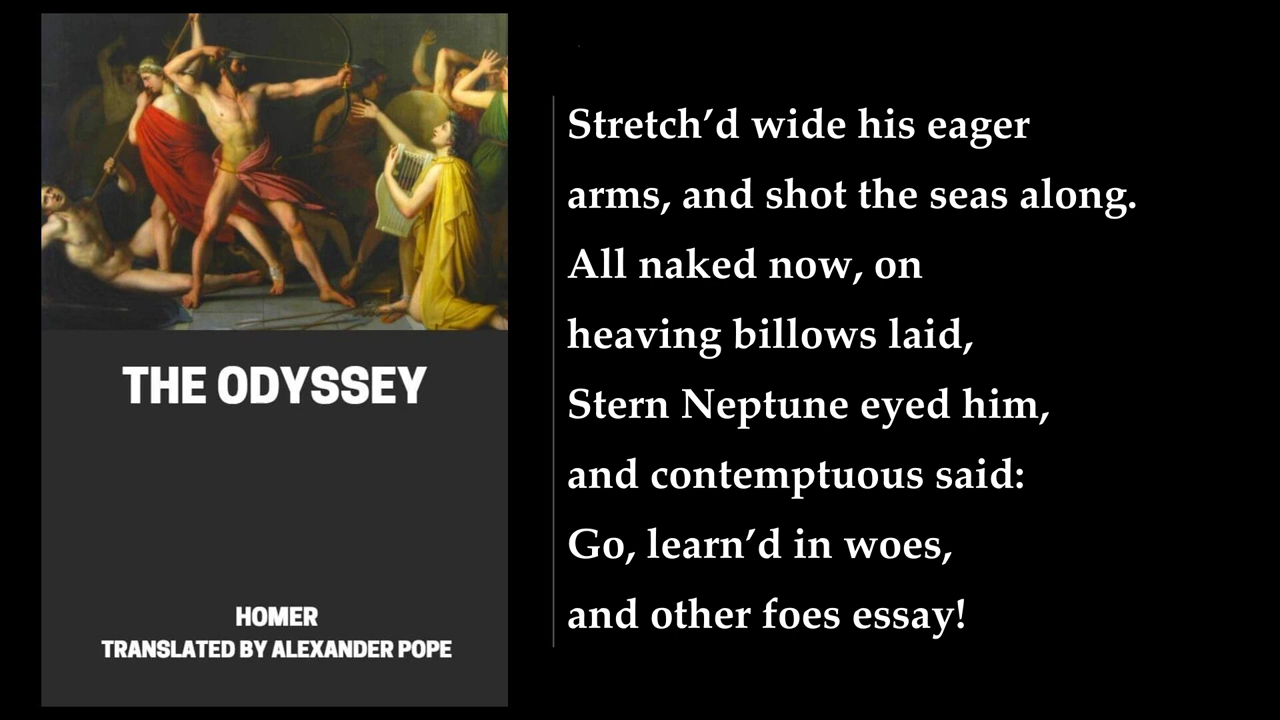 THE ODYSSEY
HOMER
TRANSLATED BY ALEXANDER POPE
Stretch’d wide his eager
arms, and shot the seas along.
All naked now, on
heaving billows laid,
Stern Neptune eyed him,
and contemptuous said:
Go, learn’d in woes,
and other foes essay!